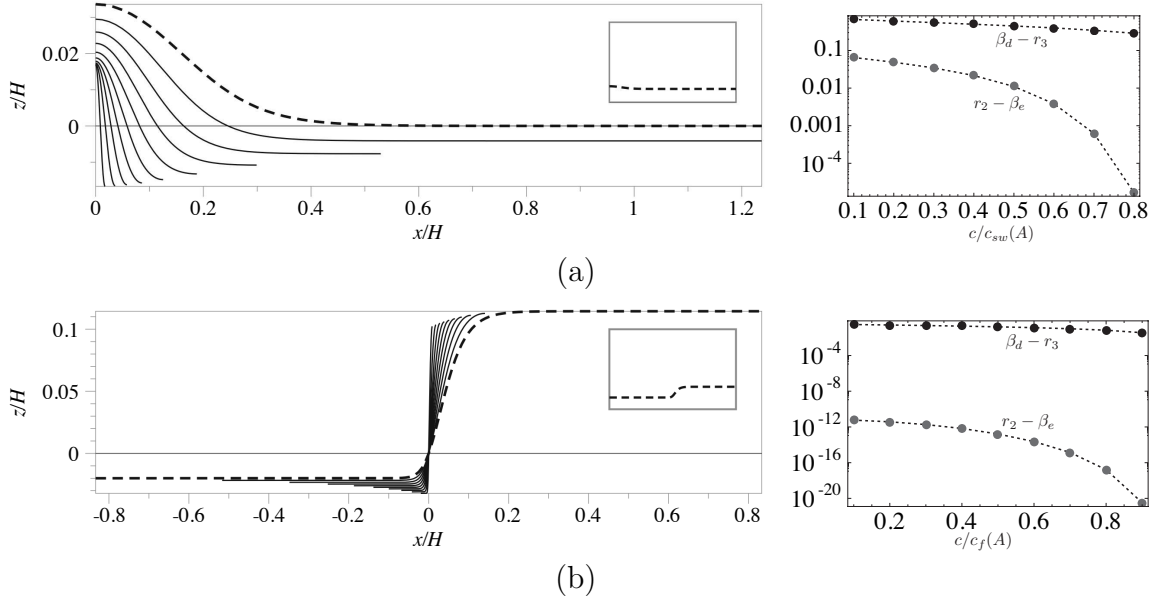 z/H
0.02
0
0 0.2 0.4 0.6 0.8 1 1.2
x/H
0.1
0.01
0.001
10⁻⁴
β_d − r₃
r₂ − β_e
0.1 0.2 0.3 0.4 0.5 0.6 0.7 0.8
c/c_sw(A)
(a)
z/H
0.1
0.05
0
-0.8 -0.6 -0.4 -0.2 0 0.2 0.4 0.6 0.8
x/H
10⁻⁴
10⁻⁸
10⁻¹²
10⁻¹⁶
10⁻²⁰
β_d − r₃
r₂ − β_e
0.2 0.4 0.6 0.8
c/c_f(A)
(b)